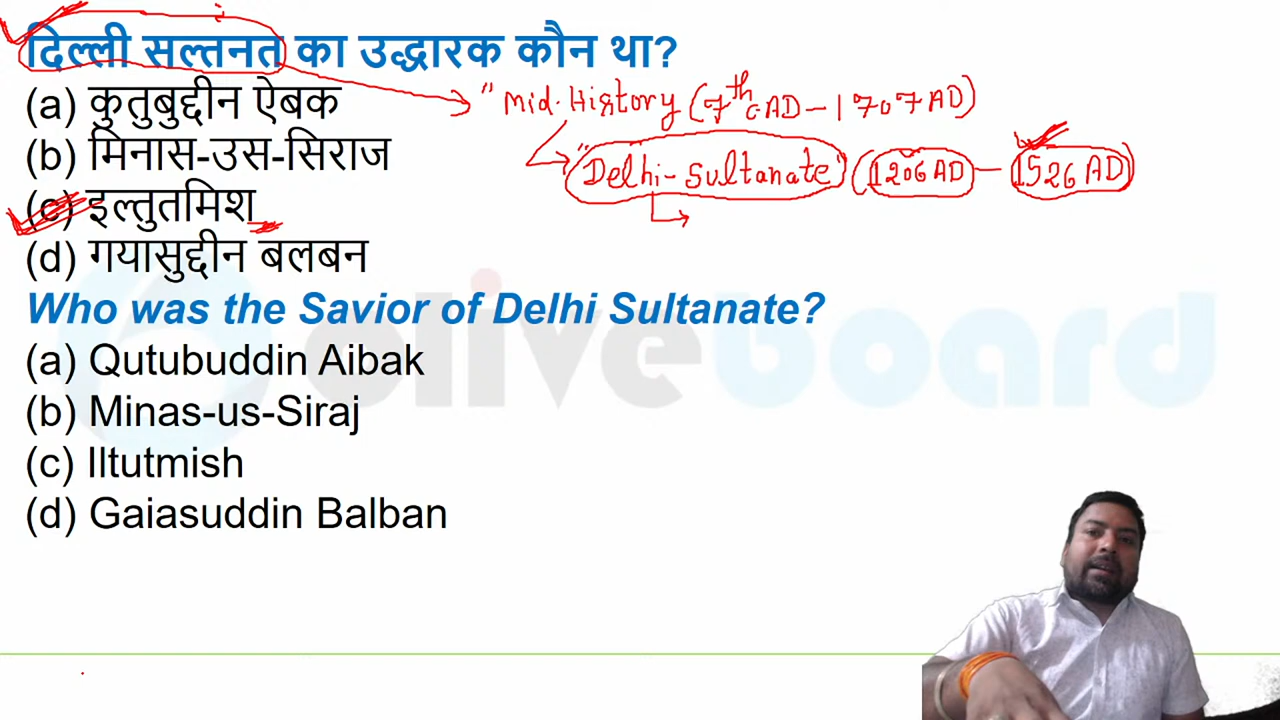 दिल्ली सल्तनत का उद्धारक कौन था?
(a) कुतुबुद्दीन ऐबक
(b) मिनास-उस-सिराज
(c) इल्तुतमिश
(d) गयासुद्दीन बलबन
"Mid. History (7th c AD - 1707 AD)
"Delhi-Sultanate" (1206 AD - 1526 AD)
Who was the Savior of Delhi Sultanate?
(a) Qutubuddin Aibak
(b) Minas-us-Siraj
(c) Iltutmish
(d) Gaiasuddin Balban
oliveboard